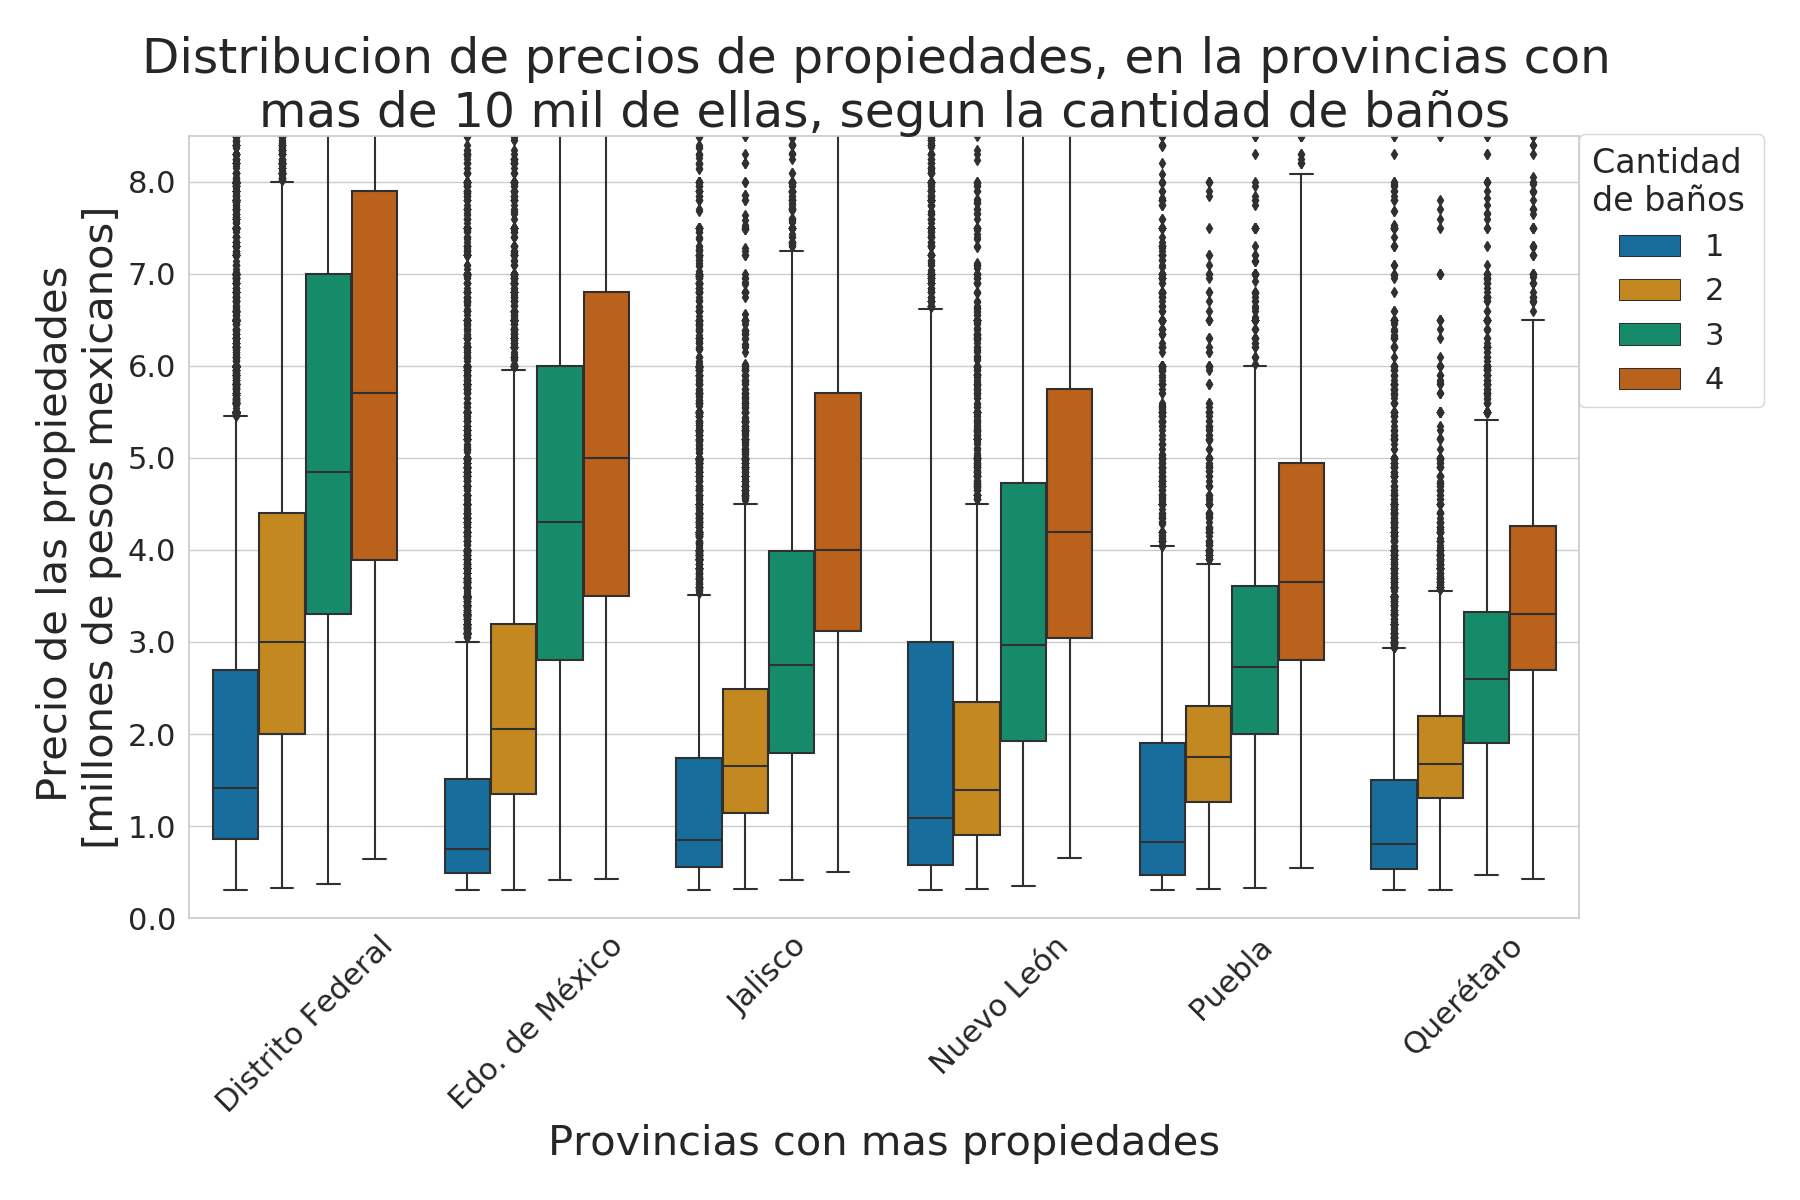 Distribucion de precios de propiedades, en la provincias con
mas de 10 mil de ellas, segun la cantidad de baños
Precio de las propiedades
[millones de pesos mexicanos]
8.0
7.0
6.0
5.0
4.0
3.0
2.0
1.0
0.0
Cantidad
de baños
1
2
3
4
Distrito Federal
Edo. de México
Jalisco
Nuevo León
Puebla
Querétaro
Provincias con mas propiedades